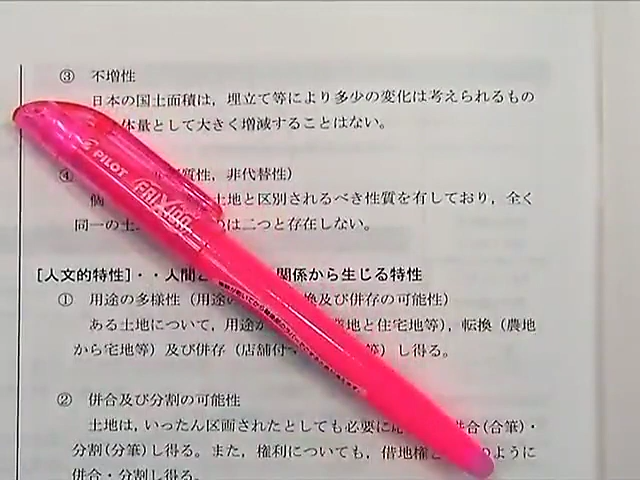 ③ 不増性
日本の国土面積は，埋立て等により多少の変化は考えられるもの
体量として大きく増減することはない。
④ 質性，非代替性）
土地と区別されるべき性質を有しており，全く
同一の土 は二つと存在しない。
[人文的特性]・・人間と 関係から生じる特性
① 用途の多様性（用途の 換及び併存の可能性）
ある土地について，用途が 農地と住宅地等），転換（農地
から宅地等）及び併存（店舗付 等）し得る。
② 併合及び分割の可能性
土地は，いったん区画されたとしても必要に応 併合(合筆)・
分割(分筆)し得る。また，権利についても，借地権と のように
併合・分割し得る。
PILOT
FRIXION